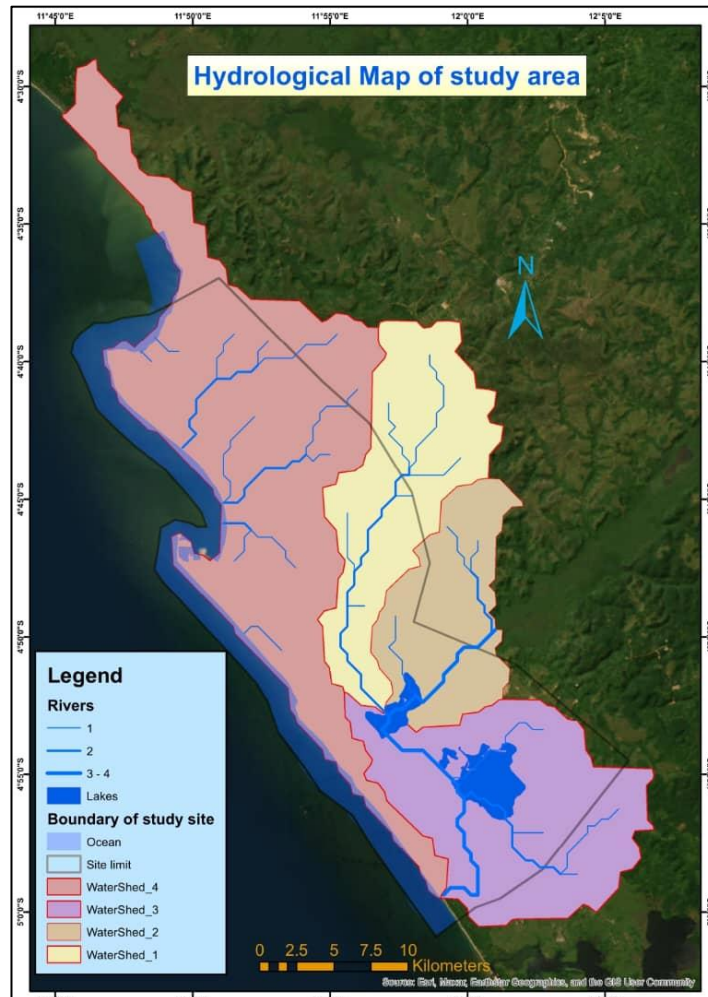 11°45'0"E 11°50'0"E 11°55'0"E 12°0'0"E 12°5'0"E
Hydrological Map of study area
4°30'0"S
4°35'0"S
N
4°40'0"S
4°45'0"S
4°50'0"S
4°55'0"S
5°0'0"S
Legend
Rivers
1
2
3 - 4
Lakes
Boundary of study site
Ocean
Site limit
WaterShed_4
WaterShed_3
WaterShed_2
WaterShed_1
0 2.5 5 7.5 10
Kilometers
Source: Esri, Maxar, Earthstar Geographics, and the GIS User Community